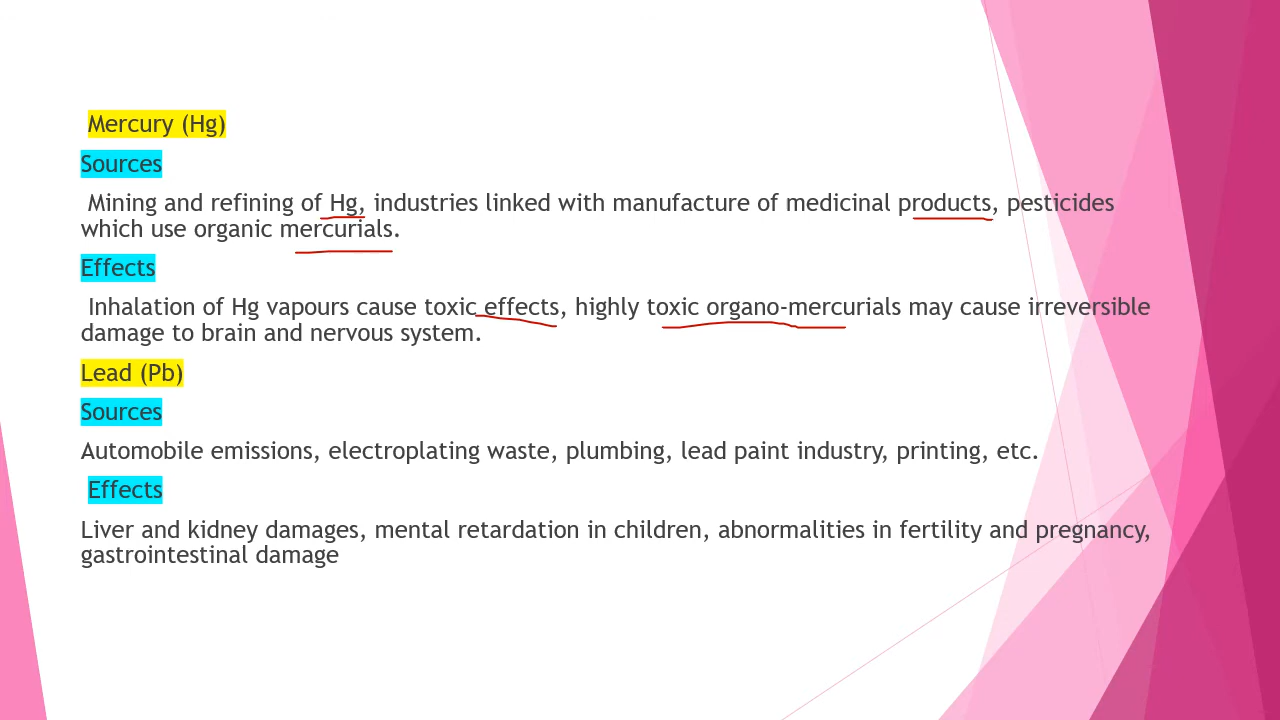 Mercury (Hg)
Sources
Mining and refining of Hg, industries linked with manufacture of medicinal products, pesticides
which use organic mercurials.
Effects
Inhalation of Hg vapours cause toxic effects, highly toxic organo-mercurials may cause irreversible
damage to brain and nervous system.
Lead (Pb)
Sources
Automobile emissions, electroplating waste, plumbing, lead paint industry, printing, etc.
Effects
Liver and kidney damages, mental retardation in children, abnormalities in fertility and pregnancy,
gastrointestinal damage